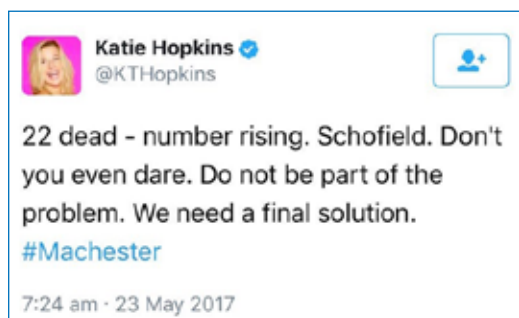 Katie Hopkins
@KTHopkins
22 dead - number rising. Schofield. Don't
you even dare. Do not be part of the
problem. We need a final solution.
#Machester
7:24 am · 23 May 2017